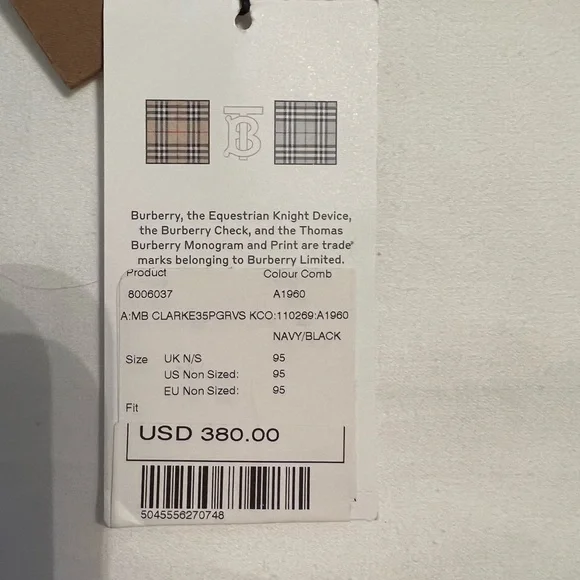 Burberry, the Equestrian Knight Device,
the Burberry Check, and the Thomas
Burberry Monogram and Print are trade
marks belonging to Burberry Limited.
Product Colour Comb
8006037 A1960
A:MB CLARKE35PGRVS KCO:110269:A1960
NAVY/BLACK
Size UK N/S 95
US Non Sized: 95
EU Non Sized: 95
Fit
USD 380.00
5045556270748